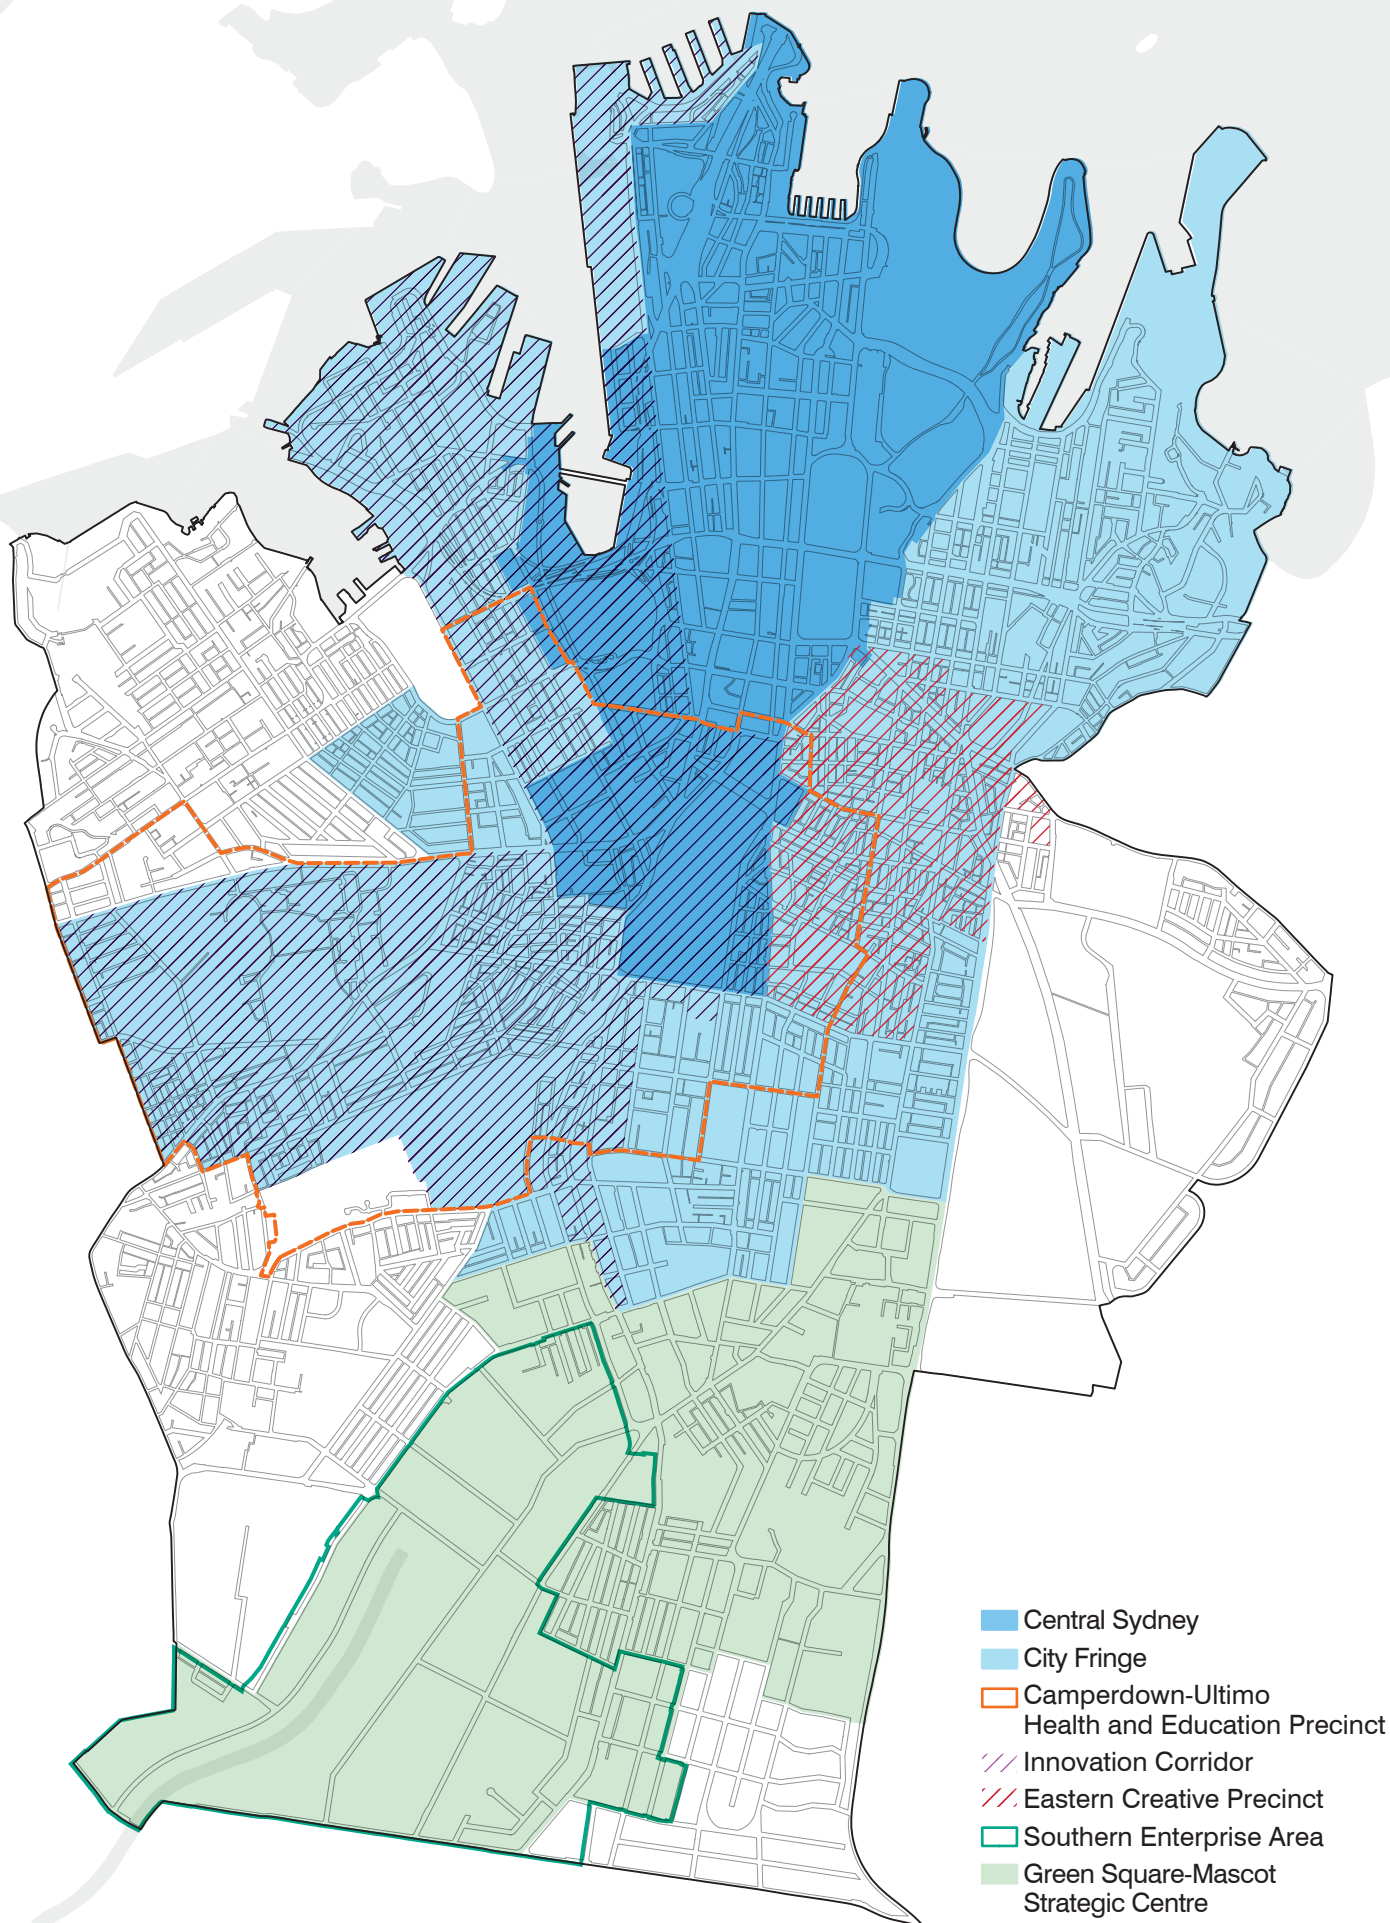 Central Sydney
City Fringe
Camperdown-Ultimo
Health and Education Precinct
Innovation Corridor
Eastern Creative Precinct
Southern Enterprise Area
Green Square-Mascot
Strategic Centre